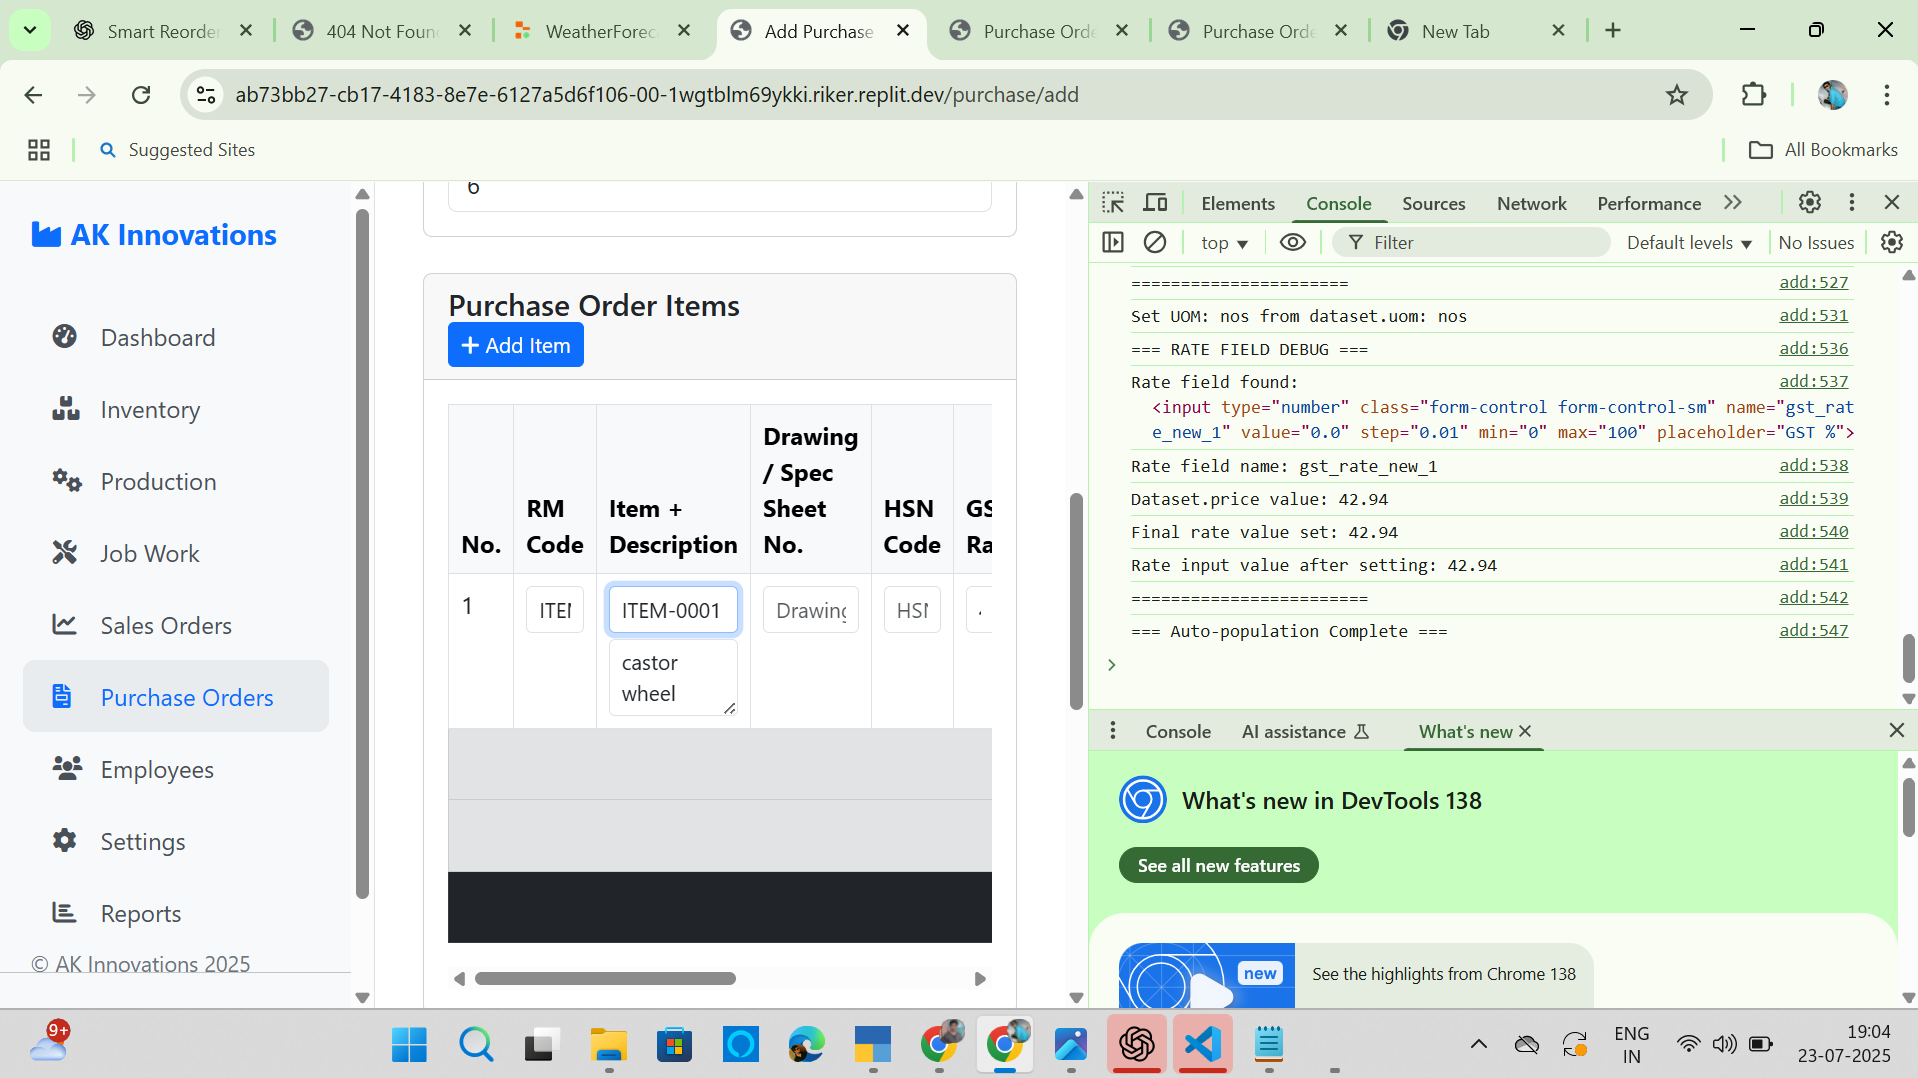 Smart Reorde
404 Not Foun
WeatherForec
Add Purchase
Purchase Orde
Purchase Orde
New Tab
ab73bb27-cb17-4183-8e7e-6127a5d6f106-00-1wgtblm69ykki.riker.replit.dev/purchase/add
Suggested Sites
All Bookmarks
AK Innovations
Dashboard
Inventory
Production
Job Work
Sales Orders
Purchase Orders
Employees
Settings
Reports
© AK Innovations 2025
6
Purchase Order Items
+ Add Item
No.
RM
Code
Item +
Description
Drawing
/ Spec
Sheet
No.
HSN
Code
GS
Ra
1
ITEM
ITEM-0001
castor
wheel
Drawing
HSN
Elements
Console
Sources
Network
Performance
top
Filter
Default levels
No Issues
====================== add:527
Set UOM: nos from dataset.uom: nos add:531
=== RATE FIELD DEBUG === add:536
Rate field found: add:537
<input type="number" class="form-control form-control-sm" name="gst_rat
e_new_1" value="0.0" step="0.01" min="0" max="100" placeholder="GST %">
Rate field name: gst_rate_new_1 add:538
Dataset.price value: 42.94 add:539
Final rate value set: 42.94 add:540
Rate input value after setting: 42.94 add:541
======================== add:542
=== Auto-population Complete === add:547
Console
AI assistance
What's new
What's new in DevTools 138
See all new features
new
See the highlights from Chrome 138
9+
ENG
IN
19:04
23-07-2025